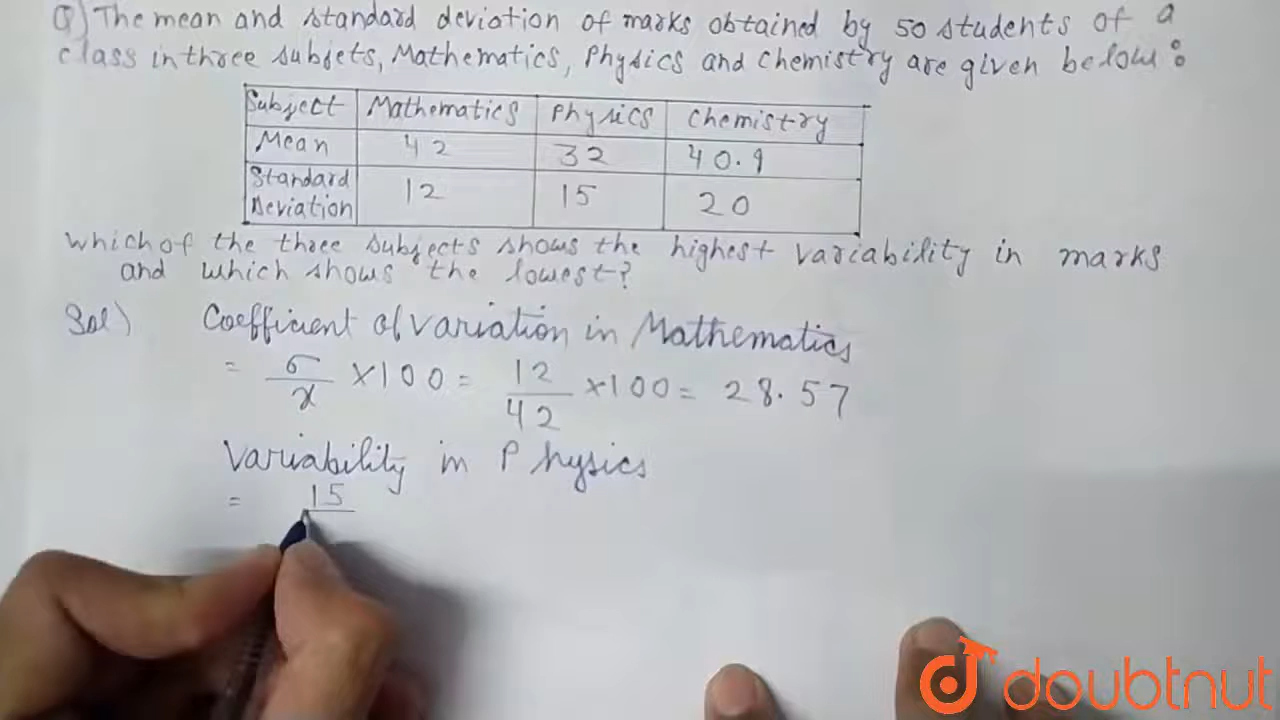 Q) The mean and standard deviation of marks obtained by 50 students of a
class in three subjets, Mathematics, Physics and Chemistry are given below :
Subject Mathematics Physics Chemistry
Mean 42 32 40.9
Standard Deviation 12 15 20
which of the three subjects shows the highest variability in marks
and which shows the lowest?
Sol) Coefficient of variation in Mathematics
= σ/x × 100 = 12/42 × 100 = 28.57
Variability in Physics
= 15
doubtnut